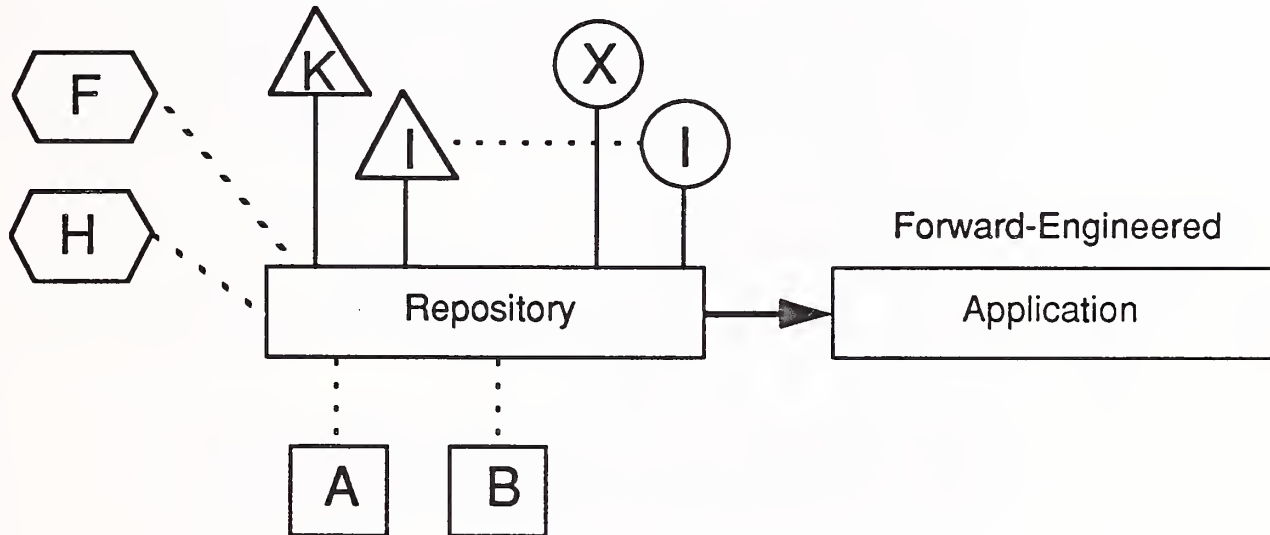 K
X
F
I
I
H
Forward-Engineered
Repository
Application
A
B